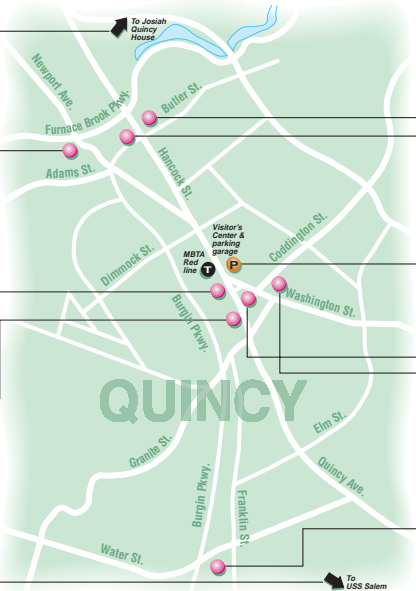 To Josiah
Quincy
House
Newport Ave.
Butler St.
Furnace Brook Pkwy.
Adams St.
Hancock St.
Visitor's
Center &
parking
garage
P
MBTA
Red
line
T
Coddington St.
Dimmock St.
Washington St.
Burgin Pkwy.
QUINCY
Elm St.
Granite St.
Quincy Ave.
Burgin Pkwy.
Franklin St.
Water St.
To
USS Salem